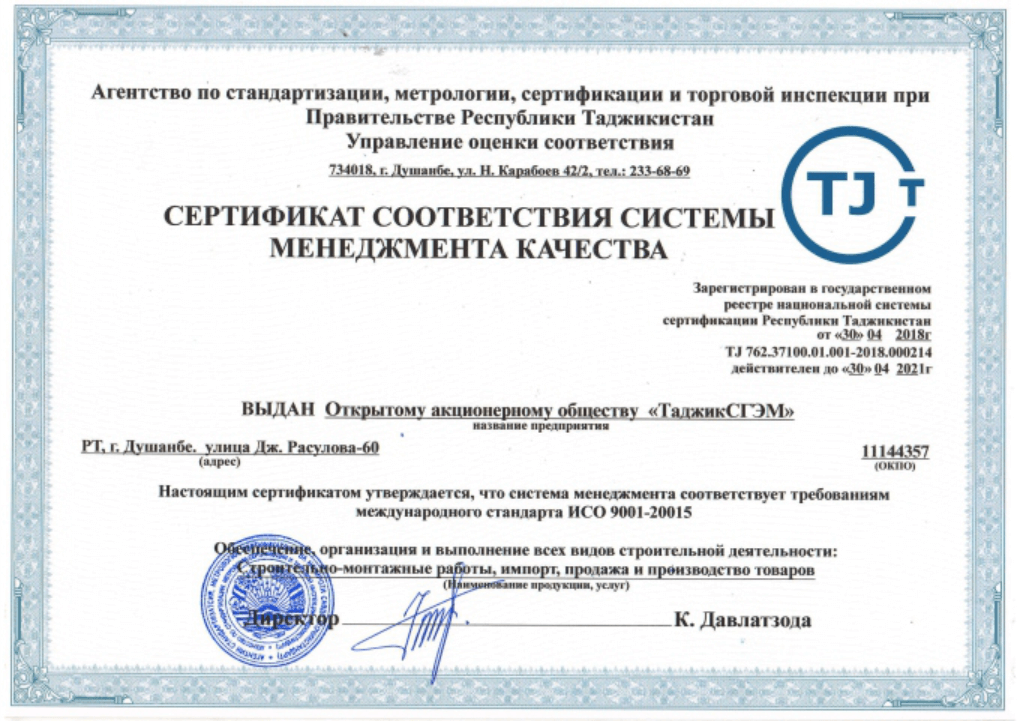 Агентство по стандартизации, метрологии, сертификации и торговой инспекции при
Правительстве Республики Таджикистан
Управление оценки соответствия
734018, г. Душанбе, ул. Н. Карабоев 42/2, тел.: 233-68-69
TJ T
СЕРТИФИКАТ СООТВЕТСТВИЯ СИСТЕМЫ
МЕНЕДЖМЕНТА КАЧЕСТВА
Зарегистрирован в государственном
реестре национальной системы
сертификации Республики Таджикистан
от «30» 04 2018г
TJ 762.37100.01.001-2018.000214
действителен до «30» 04 2021г
ВЫДАН Открытому акционерному обществу «ТаджикСГЭМ»
название предприятия
РТ, г. Душанбе. улица Дж. Расулова-60
(адрес)
11144357
(ОКПО)
Настоящим сертификатом утверждается, что система менеджмента соответствует требованиям
международного стандарта ИСО 9001-20015
Обеспечение, организация и выполнение всех видов строительной деятельности:
Строительно-монтажные работы, импорт, продажа и производство товаров
(Наименование продукции, услуг)
Директор К. Давлатзода